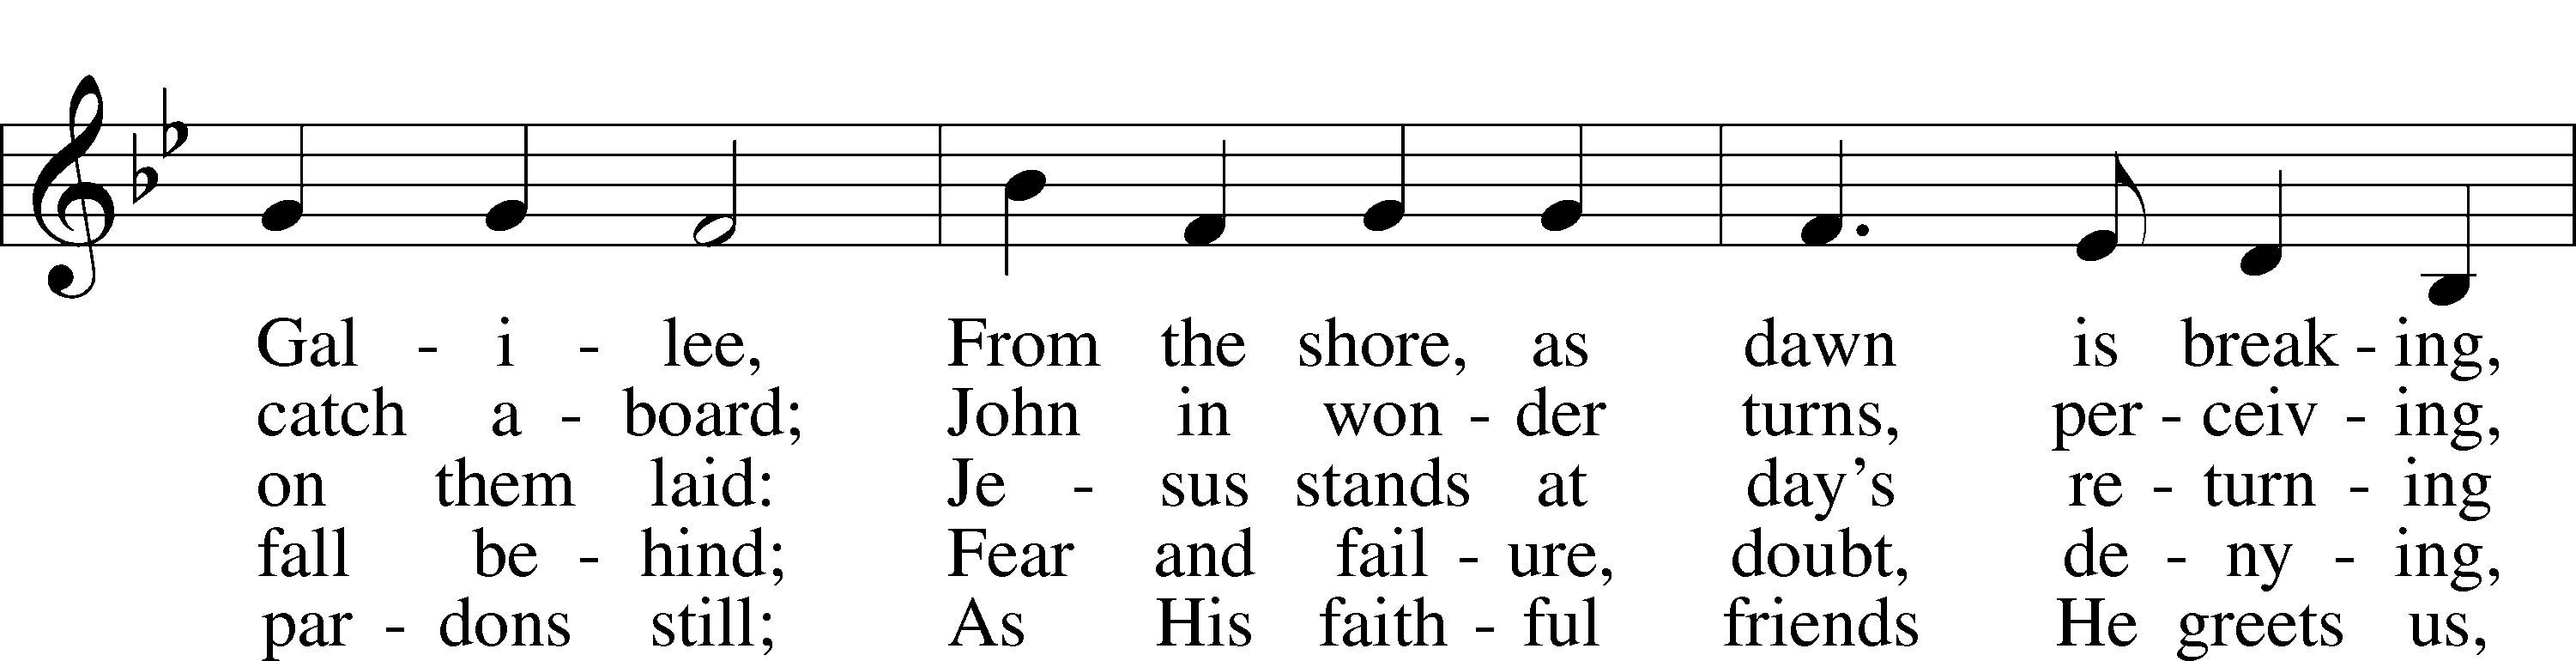 Gal - i - lee, From the shore, as dawn is break - ing,
catch a - board; John in won - der turns, per - ceiv - ing,
on them laid: Je - sus stands at day's re - turn - ing
fall be - hind; Fear and fail - ure, doubt, de - ny - ing,
par - dons still; As His faith - ful friends He greets us,